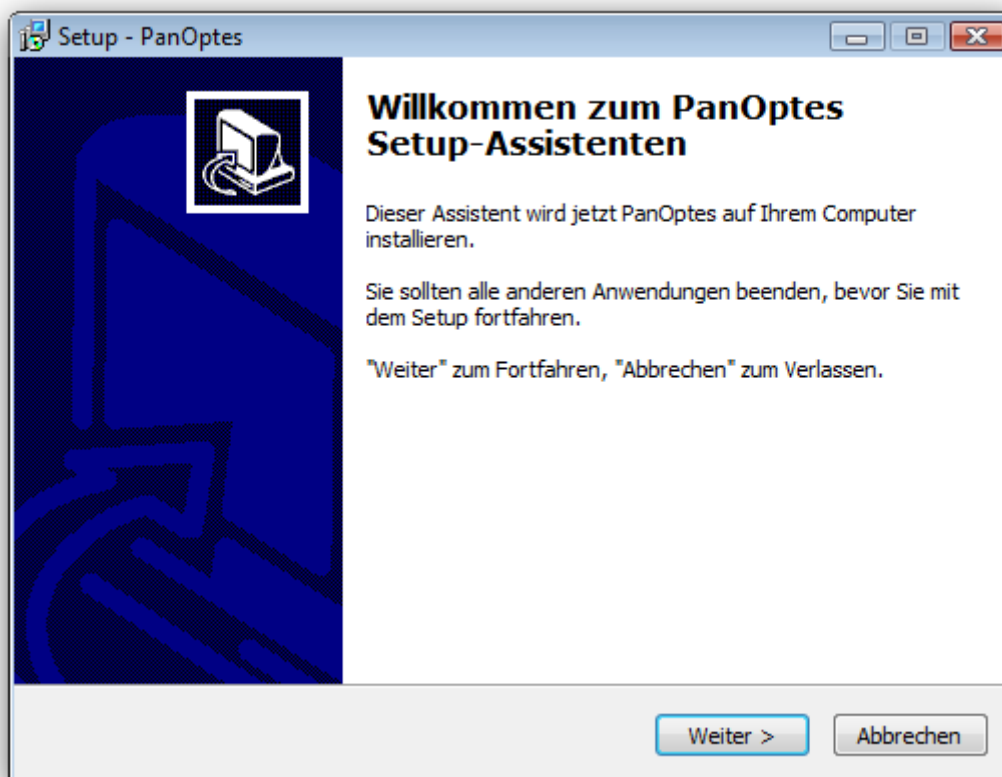 Setup - PanOptes
Willkommen zum PanOptes
Setup-Assistenten
Dieser Assistent wird jetzt PanOptes auf Ihrem Computer
installieren.
Sie sollten alle anderen Anwendungen beenden, bevor Sie mit
dem Setup fortfahren.
"Weiter" zum Fortfahren, "Abbrechen" zum Verlassen.
Weiter >
Abbrechen